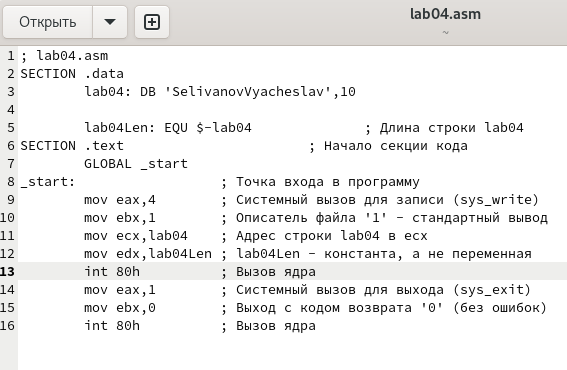 Открыть
lab04.asm
~
1 ; lab04.asm
2 SECTION .data
3         lab04: DB 'SelivanovVyacheslav',10
4
5         lab04Len: EQU $-lab04              ; Длина строки lab04
6 SECTION .text                       ; Начало секции кода
7         GLOBAL _start
8 _start:                  ; Точка входа в программу
9         mov eax,4        ; Системный вызов для записи (sys_write)
10         mov ebx,1        ; Описатель файла '1' - стандартный вывод
11         mov ecx,lab04    ; Адрес строки lab04 в ecx
12         mov edx,lab04Len ; lab04Len - константа, а не переменная
13         int 80h          ; Вызов ядра
14         mov eax,1        ; Системный вызов для выхода (sys_exit)
15         mov ebx,0        ; Выход с кодом возврата '0' (без ошибок)
16         int 80h          ; Вызов ядра